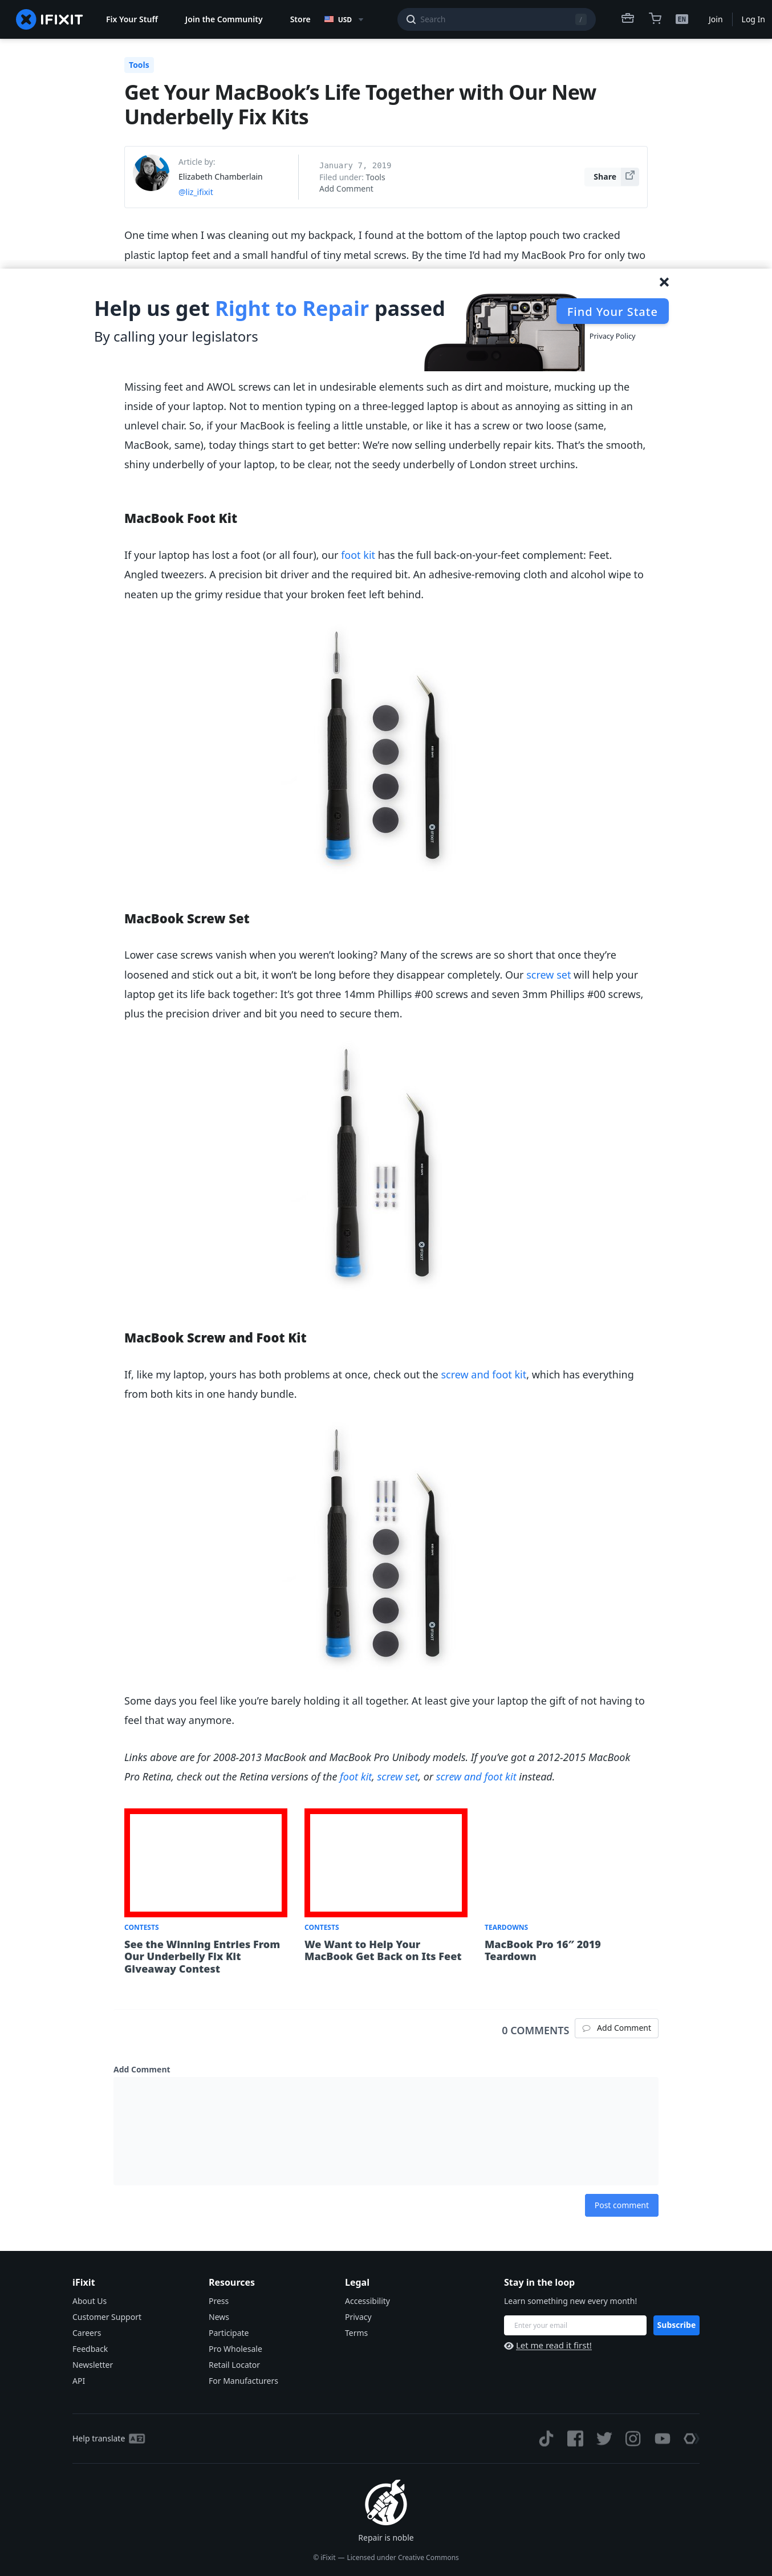 IFIXIT
Fix Your Stuff
Join the Community
Store
USD
Search
/
EN
Join
Log In
Tools
Get Your MacBook’s Life Together with Our New
Underbelly Fix Kits
Article by:
Elizabeth Chamberlain
@liz_ifixit
January 7, 2019
Filed under: Tools
Add Comment
Share
One time when I was cleaning out my backpack, I found at the bottom of the laptop pouch two cracked
plastic laptop feet and a small handful of tiny metal screws. By the time I’d had my MacBook Pro for only two
Help us get Right to Repair passed
By calling your legislators
Find Your State
Privacy Policy
Missing feet and AWOL screws can let in undesirable elements such as dirt and moisture, mucking up the
inside of your laptop. Not to mention typing on a three-legged laptop is about as annoying as sitting in an
unlevel chair. So, if your MacBook is feeling a little unstable, or like it has a screw or two loose (same,
MacBook, same), today things start to get better: We’re now selling underbelly repair kits. That’s the smooth,
shiny underbelly of your laptop, to be clear, not the seedy underbelly of London street urchins.
MacBook Foot Kit
If your laptop has lost a foot (or all four), our foot kit has the full back-on-your-feet complement: Feet.
Angled tweezers. A precision bit driver and the required bit. An adhesive-removing cloth and alcohol wipe to
neaten up the grimy residue that your broken feet left behind.
IFIXIT
MacBook Screw Set
Lower case screws vanish when you weren’t looking? Many of the screws are so short that once they’re
loosened and stick out a bit, it won’t be long before they disappear completely. Our screw set will help your
laptop get its life back together: It’s got three 14mm Phillips #00 screws and seven 3mm Phillips #00 screws,
plus the precision driver and bit you need to secure them.
IFIXIT
MacBook Screw and Foot Kit
If, like my laptop, yours has both problems at once, check out the screw and foot kit, which has everything
from both kits in one handy bundle.
IFIXIT
Some days you feel like you’re barely holding it all together. At least give your laptop the gift of not having to
feel that way anymore.
Links above are for 2008-2013 MacBook and MacBook Pro Unibody models. If you’ve got a 2012-2015 MacBook
Pro Retina, check out the Retina versions of the foot kit, screw set, or screw and foot kit instead.
CONTESTS
See the Winning Entries From
Our Underbelly Fix Kit
Giveaway Contest
CONTESTS
We Want to Help Your
MacBook Get Back on Its Feet
TEARDOWNS
MacBook Pro 16″ 2019
Teardown
0 COMMENTS
Add Comment
Add Comment
Post comment
iFixit
About Us
Customer Support
Careers
Feedback
Newsletter
API
Resources
Press
News
Participate
Pro Wholesale
Retail Locator
For Manufacturers
Legal
Accessibility
Privacy
Terms
Stay in the loop
Learn something new every month!
Enter your email
Subscribe
Let me read it first!
Help translate
Repair is noble
© iFixit — Licensed under Creative Commons